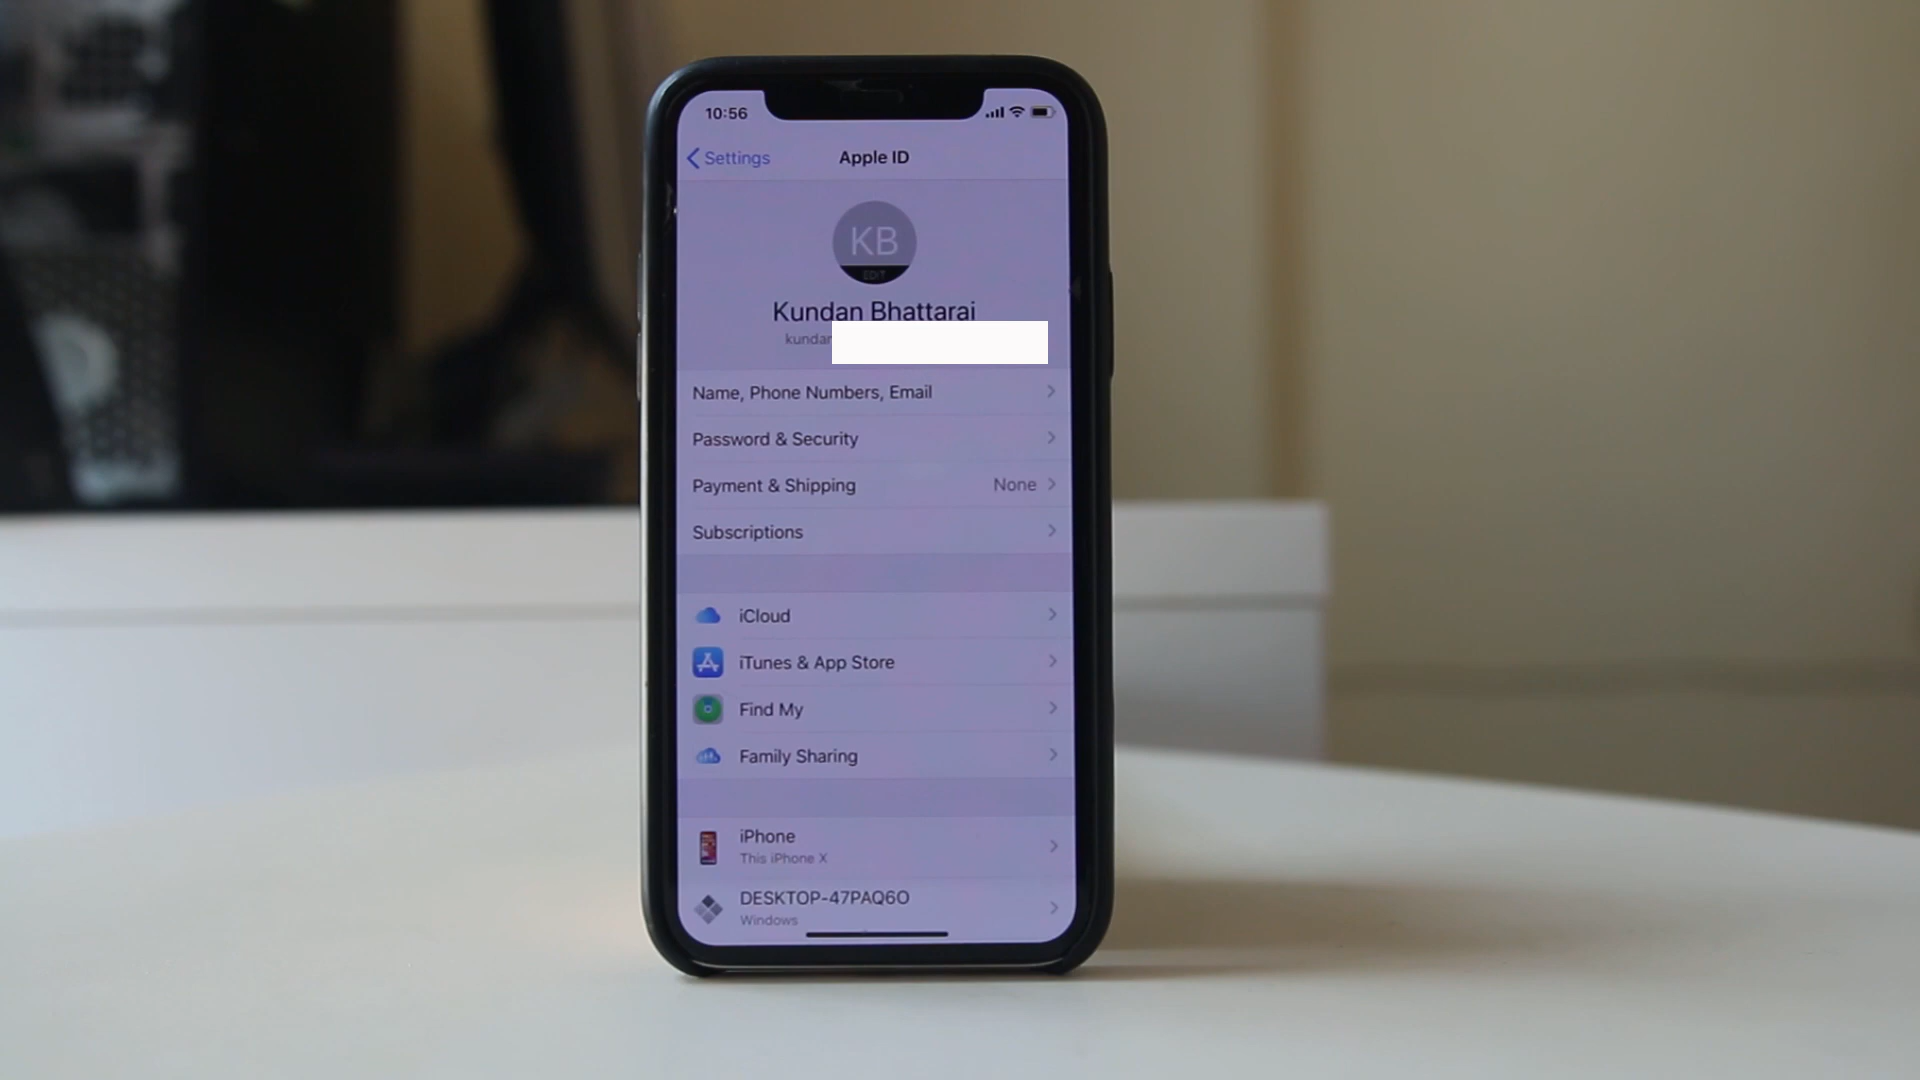 10:56
Settings
Apple ID
KB
EDIT
Kundan Bhattarai
kundan
Name, Phone Numbers, Email
Password & Security
Payment & Shipping None
Subscriptions
iCloud
iTunes & App Store
Find My
Family Sharing
iPhone
This iPhone X
DESKTOP-47PAQ6O
Windows